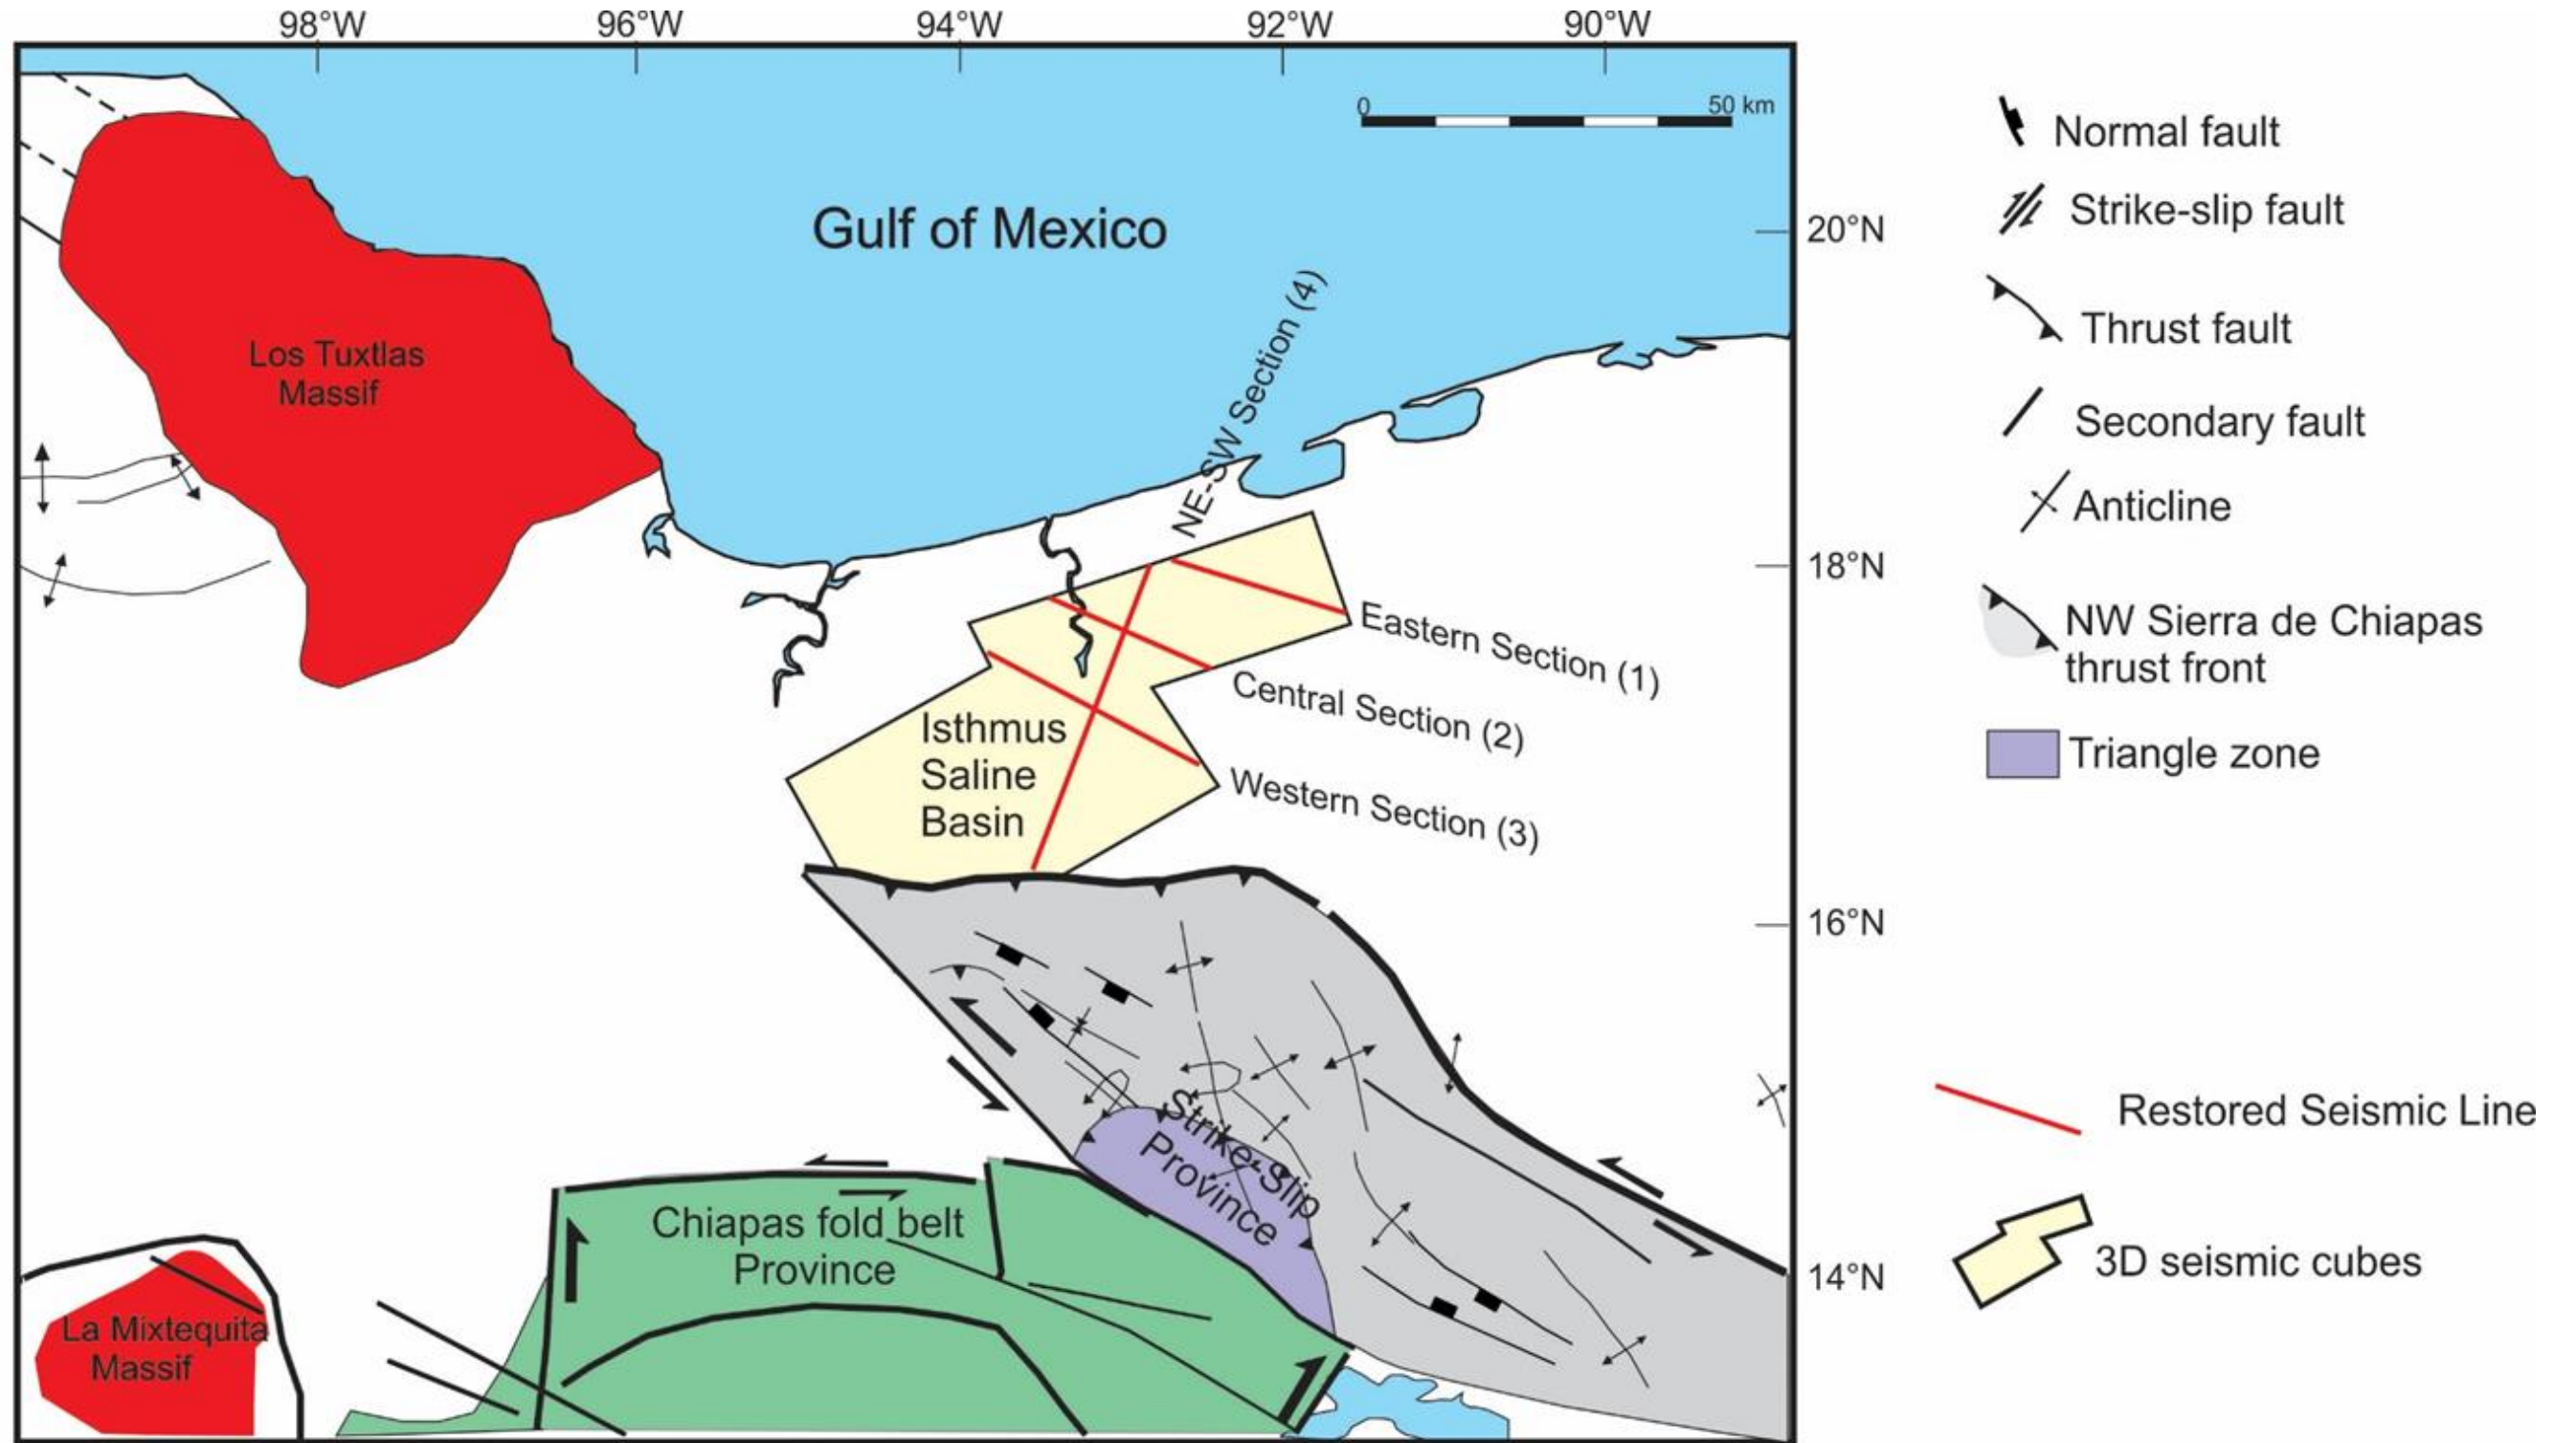 98°W 96°W 94°W 92°W 90°W
0 50 km
Normal fault
Gulf of Mexico
20°N
Strike-slip fault
NE-SW Section (4)
Thrust fault
Los Tuxtlas
Massif
Secondary fault
Anticline
18°N
Eastern Section (1)
NW Sierra de Chiapas
thrust front
Central Section (2)
Isthmus
Saline
Basin
Triangle zone
Western Section (3)
16°N
Strike-Slip
Province
Restored Seismic Line
Chiapas fold belt
Province
14°N
3D seismic cubes
La Mixtequita
Massif